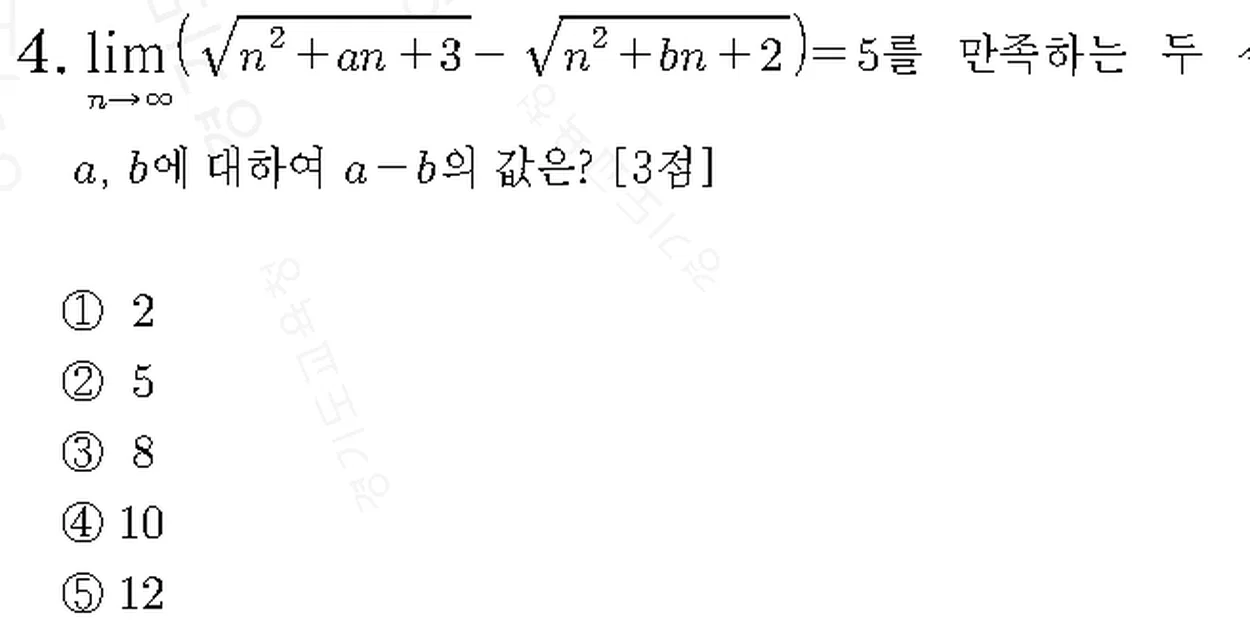 4. lim_{n→∞} (√(n²+an+3) − √(n²+bn+2)) = 5를 만족하는 두
a, b에 대하여 a−b의 값은? [3점]
① 2
② 5
③ 8
④ 10
⑤ 12